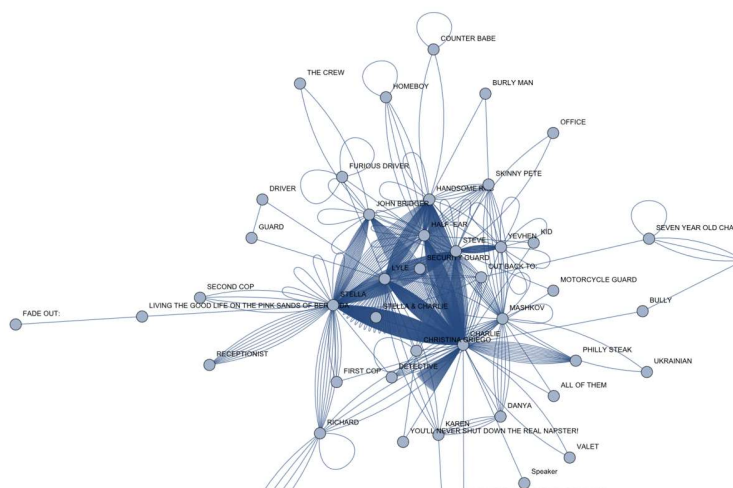 COUNTER BABE
THE CREW
HOMEBOY
BURLY MAN
OFFICE
FURIOUS DRIVER
SKINNY PETE
DRIVER
HANDSOME
JOHN BRIDGER
GUARD
HALF-EAR
STEVE
YEVHEN
KID
SEVEN YEAR OLD CHA
SECURITY GUARD
LYLE
CUT BACK TO:
MOTORCYCLE GUARD
SECOND COP
STELLA
LIVING THE GOOD LIFE ON THE PINK SANDS OF
FADE OUT:
STELLA & CHARLIE
MASHKOV
BULLY
CHARLIE
CHRISTINA GRIEGO
RECEPTIONIST
PHILLY STEAK
UKRAINIAN
FIRST COP
DETECTIVE
ALL OF THEM
DANYA
RICHARD
KAREN
YOU'LL NEVER SHUT DOWN THE REAL NAPSTER!
VALET
Speaker